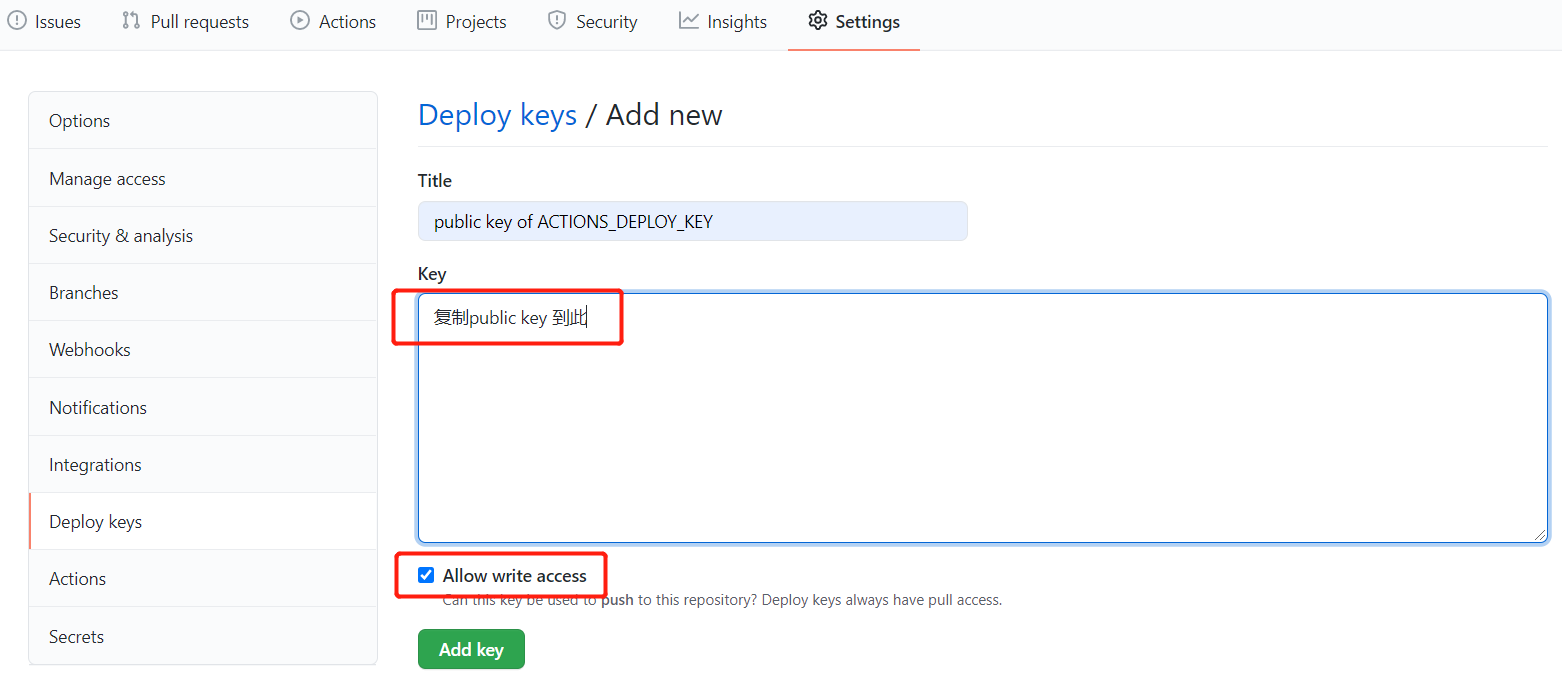 Issues Pull requests Actions Projects Security Insights Settings
Options
Manage access
Security & analysis
Branches
Webhooks
Notifications
Integrations
Deploy keys
Actions
Secrets
Deploy keys / Add new
Title
public key of ACTIONS_DEPLOY_KEY
Key
复制public key 到此
Allow write access
Can this key be used to push to this repository? Deploy keys always have pull access.
Add key